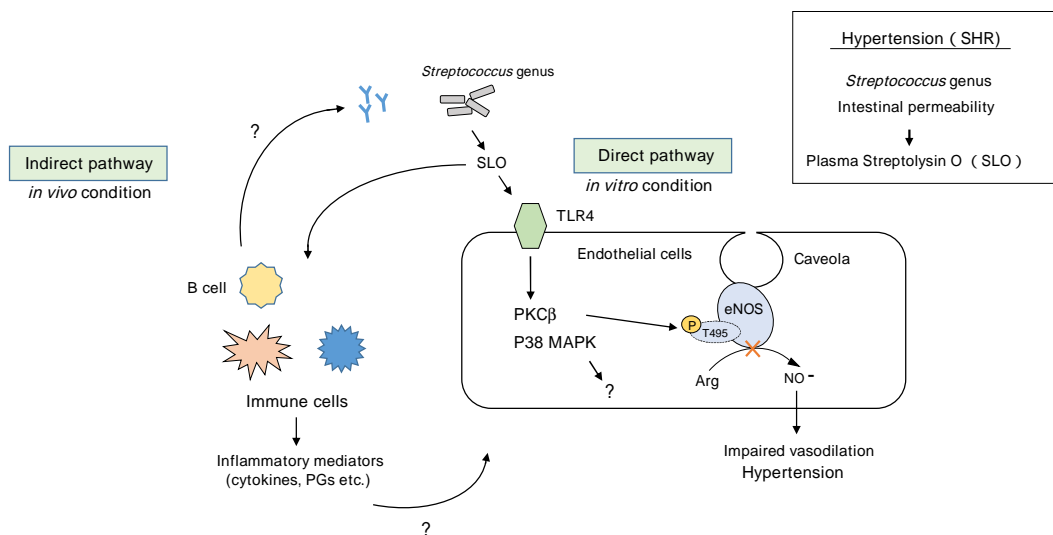 Hypertension ( SHR)
Streptococcus genus
Intestinal permeability
Plasma Streptolysin O ( SLO )
Streptococcus genus
?
Indirect pathway
in vivo condition
SLO
Direct pathway
in vitro condition
TLR4
Endothelial cells
Caveola
B cell
eNOS
PKCβ
P
T495
P38 MAPK
Arg
NO -
?
Immune cells
Inflammatory mediators
(cytokines, PGs etc.)
Impaired vasodilation
Hypertension
?